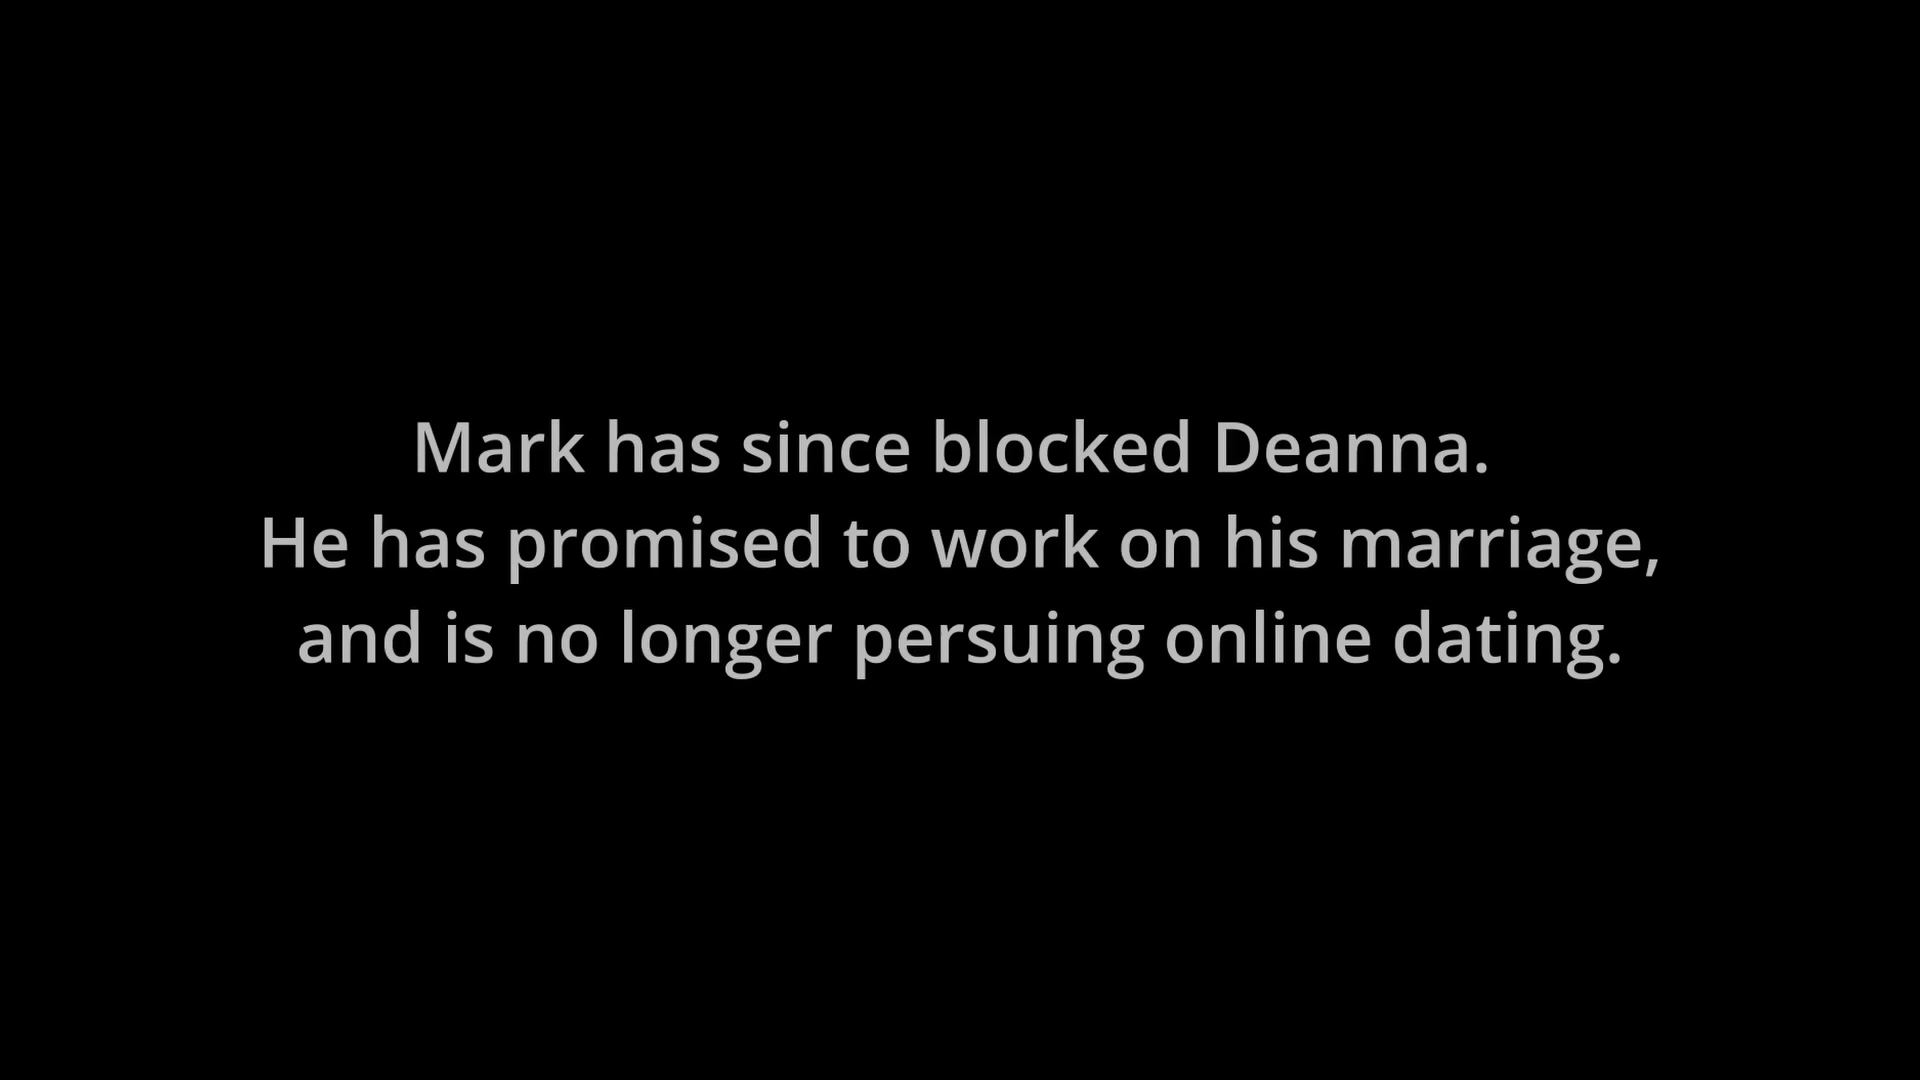 Mark has since blocked Deanna.
He has promised to work on his marriage,
and is no longer persuing online dating.